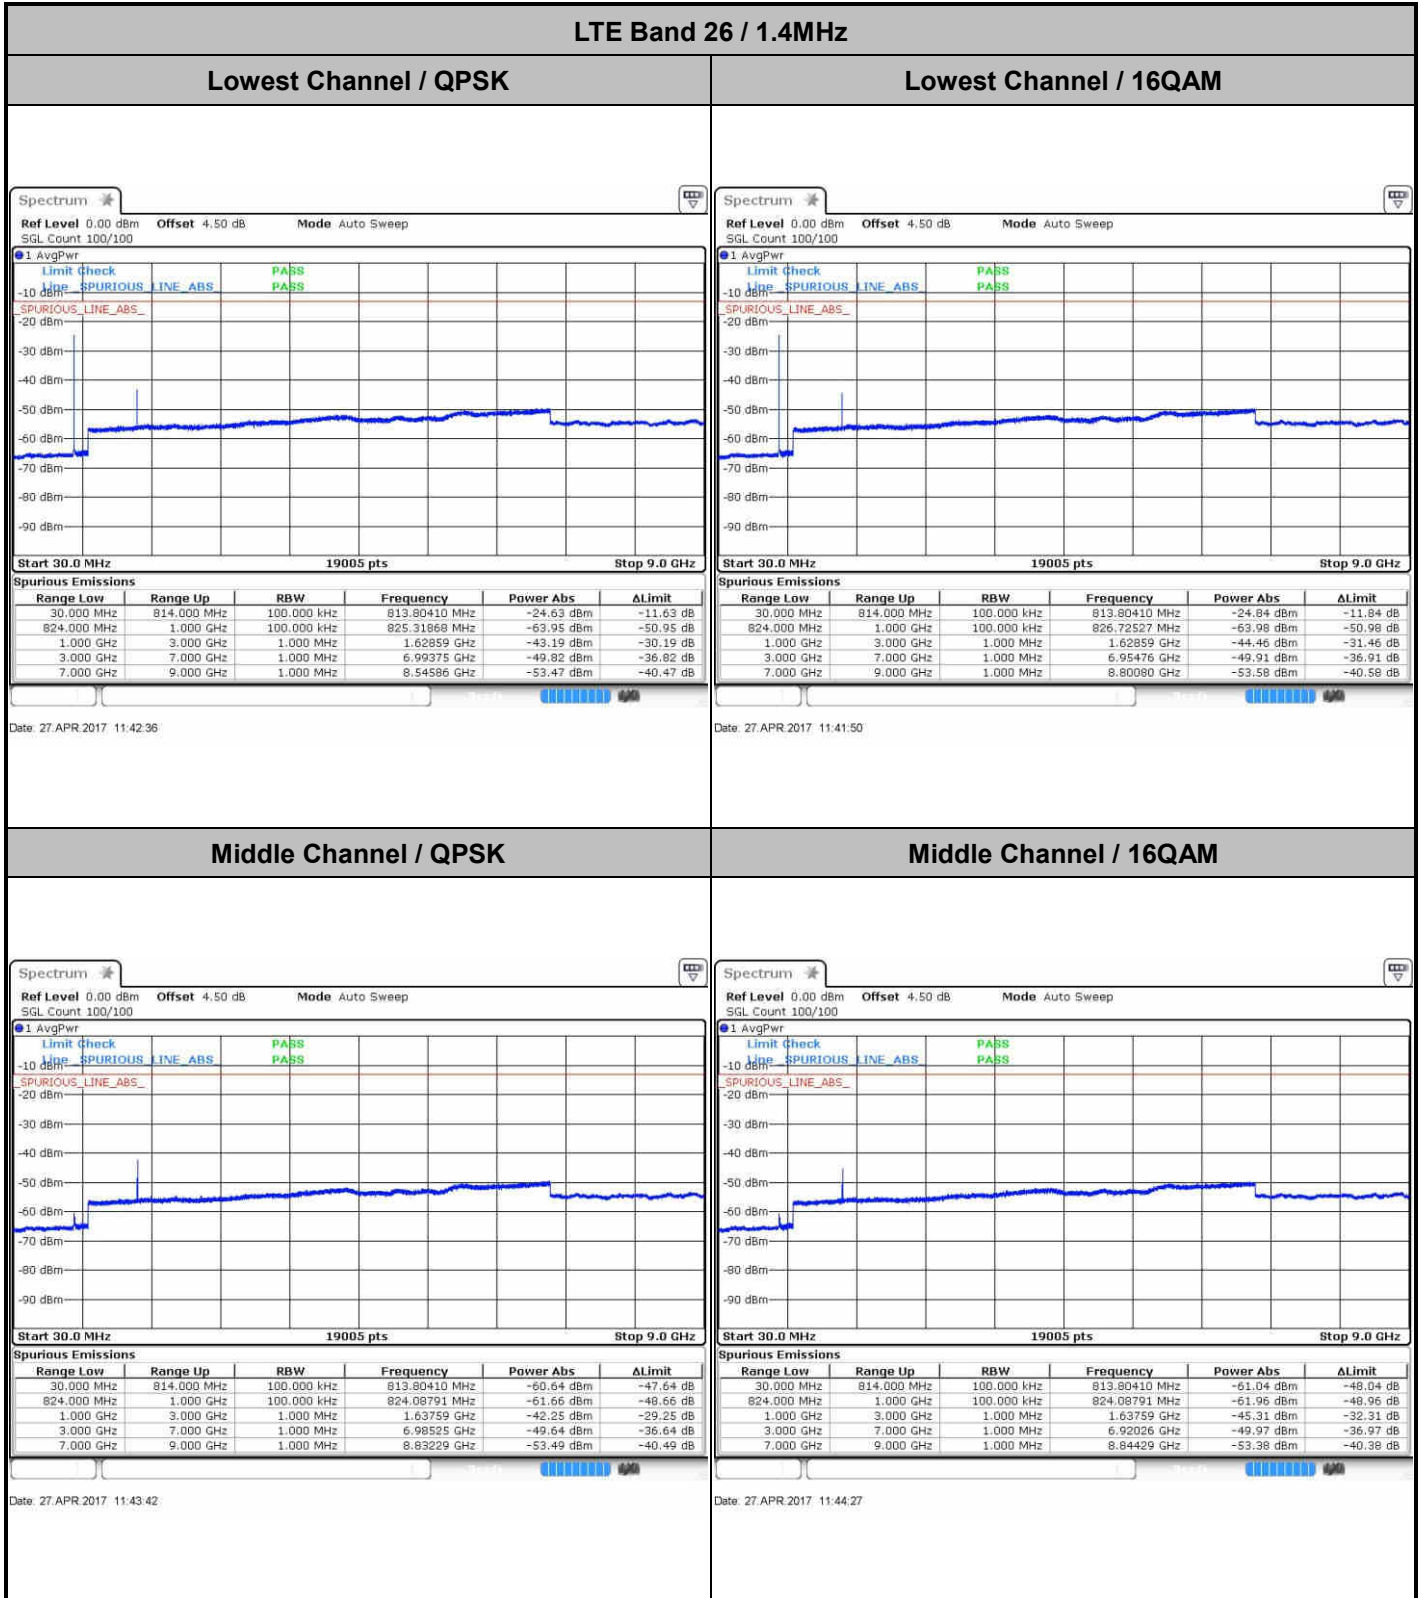 LTE Band 26 / 1.4MHz
Lowest Channel / QPSK
Lowest Channel / 16QAM
Spectrum
Ref Level 0.00 dBm Offset 4.50 dB Mode Auto Sweep
SGL Count 100/100
1 AvgPwr
Limit Check PASS
Line _SPURIOUS_LINE_ABS_ PASS
-10 dBm
_SPURIOUS_LINE_ABS_
-20 dBm
-30 dBm
-40 dBm
-50 dBm
-60 dBm
-70 dBm
-80 dBm
-90 dBm
Start 30.0 MHz 19005 pts Stop 9.0 GHz
Spurious Emissions
Range Low Range Up RBW Frequency Power Abs ΔLimit
30.000 MHz 814.000 MHz 100.000 kHz 813.80410 MHz -24.63 dBm -11.63 dB
824.000 MHz 1.000 GHz 100.000 kHz 825.31868 MHz -63.95 dBm -50.95 dB
1.000 GHz 3.000 GHz 1.000 MHz 1.62859 GHz -43.19 dBm -30.19 dB
3.000 GHz 7.000 GHz 1.000 MHz 6.99375 GHz -49.82 dBm -36.82 dB
7.000 GHz 9.000 GHz 1.000 MHz 8.54586 GHz -53.47 dBm -40.47 dB
Date: 27.APR.2017 11:42:36
Spectrum
Ref Level 0.00 dBm Offset 4.50 dB Mode Auto Sweep
SGL Count 100/100
1 AvgPwr
Limit Check PASS
Line _SPURIOUS_LINE_ABS_ PASS
-10 dBm
_SPURIOUS_LINE_ABS_
-20 dBm
-30 dBm
-40 dBm
-50 dBm
-60 dBm
-70 dBm
-80 dBm
-90 dBm
Start 30.0 MHz 19005 pts Stop 9.0 GHz
Spurious Emissions
Range Low Range Up RBW Frequency Power Abs ΔLimit
30.000 MHz 814.000 MHz 100.000 kHz 813.80410 MHz -24.84 dBm -11.84 dB
824.000 MHz 1.000 GHz 100.000 kHz 826.72527 MHz -63.98 dBm -50.98 dB
1.000 GHz 3.000 GHz 1.000 MHz 1.62859 GHz -44.46 dBm -31.46 dB
3.000 GHz 7.000 GHz 1.000 MHz 6.95476 GHz -49.91 dBm -36.91 dB
7.000 GHz 9.000 GHz 1.000 MHz 8.80080 GHz -53.58 dBm -40.58 dB
Date: 27.APR.2017 11:41:50
Middle Channel / QPSK
Middle Channel / 16QAM
Spectrum
Ref Level 0.00 dBm Offset 4.50 dB Mode Auto Sweep
SGL Count 100/100
1 AvgPwr
Limit Check PASS
Line _SPURIOUS_LINE_ABS_ PASS
-10 dBm
_SPURIOUS_LINE_ABS_
-20 dBm
-30 dBm
-40 dBm
-50 dBm
-60 dBm
-70 dBm
-80 dBm
-90 dBm
Start 30.0 MHz 19005 pts Stop 9.0 GHz
Spurious Emissions
Range Low Range Up RBW Frequency Power Abs ΔLimit
30.000 MHz 814.000 MHz 100.000 kHz 813.80410 MHz -60.64 dBm -47.64 dB
824.000 MHz 1.000 GHz 100.000 kHz 824.08791 MHz -61.66 dBm -48.66 dB
1.000 GHz 3.000 GHz 1.000 MHz 1.63759 GHz -42.25 dBm -29.25 dB
3.000 GHz 7.000 GHz 1.000 MHz 6.98525 GHz -49.64 dBm -36.64 dB
7.000 GHz 9.000 GHz 1.000 MHz 8.83229 GHz -53.49 dBm -40.49 dB
Date: 27.APR.2017 11:43:42
Spectrum
Ref Level 0.00 dBm Offset 4.50 dB Mode Auto Sweep
SGL Count 100/100
1 AvgPwr
Limit Check PASS
Line _SPURIOUS_LINE_ABS_ PASS
-10 dBm
_SPURIOUS_LINE_ABS_
-20 dBm
-30 dBm
-40 dBm
-50 dBm
-60 dBm
-70 dBm
-80 dBm
-90 dBm
Start 30.0 MHz 19005 pts Stop 9.0 GHz
Spurious Emissions
Range Low Range Up RBW Frequency Power Abs ΔLimit
30.000 MHz 814.000 MHz 100.000 kHz 813.80410 MHz -61.04 dBm -48.04 dB
824.000 MHz 1.000 GHz 100.000 kHz 824.08791 MHz -61.96 dBm -48.96 dB
1.000 GHz 3.000 GHz 1.000 MHz 1.63759 GHz -45.31 dBm -32.31 dB
3.000 GHz 7.000 GHz 1.000 MHz 6.92026 GHz -49.97 dBm -36.97 dB
7.000 GHz 9.000 GHz 1.000 MHz 8.84429 GHz -53.38 dBm -40.38 dB
Date: 27.APR.2017 11:44:27